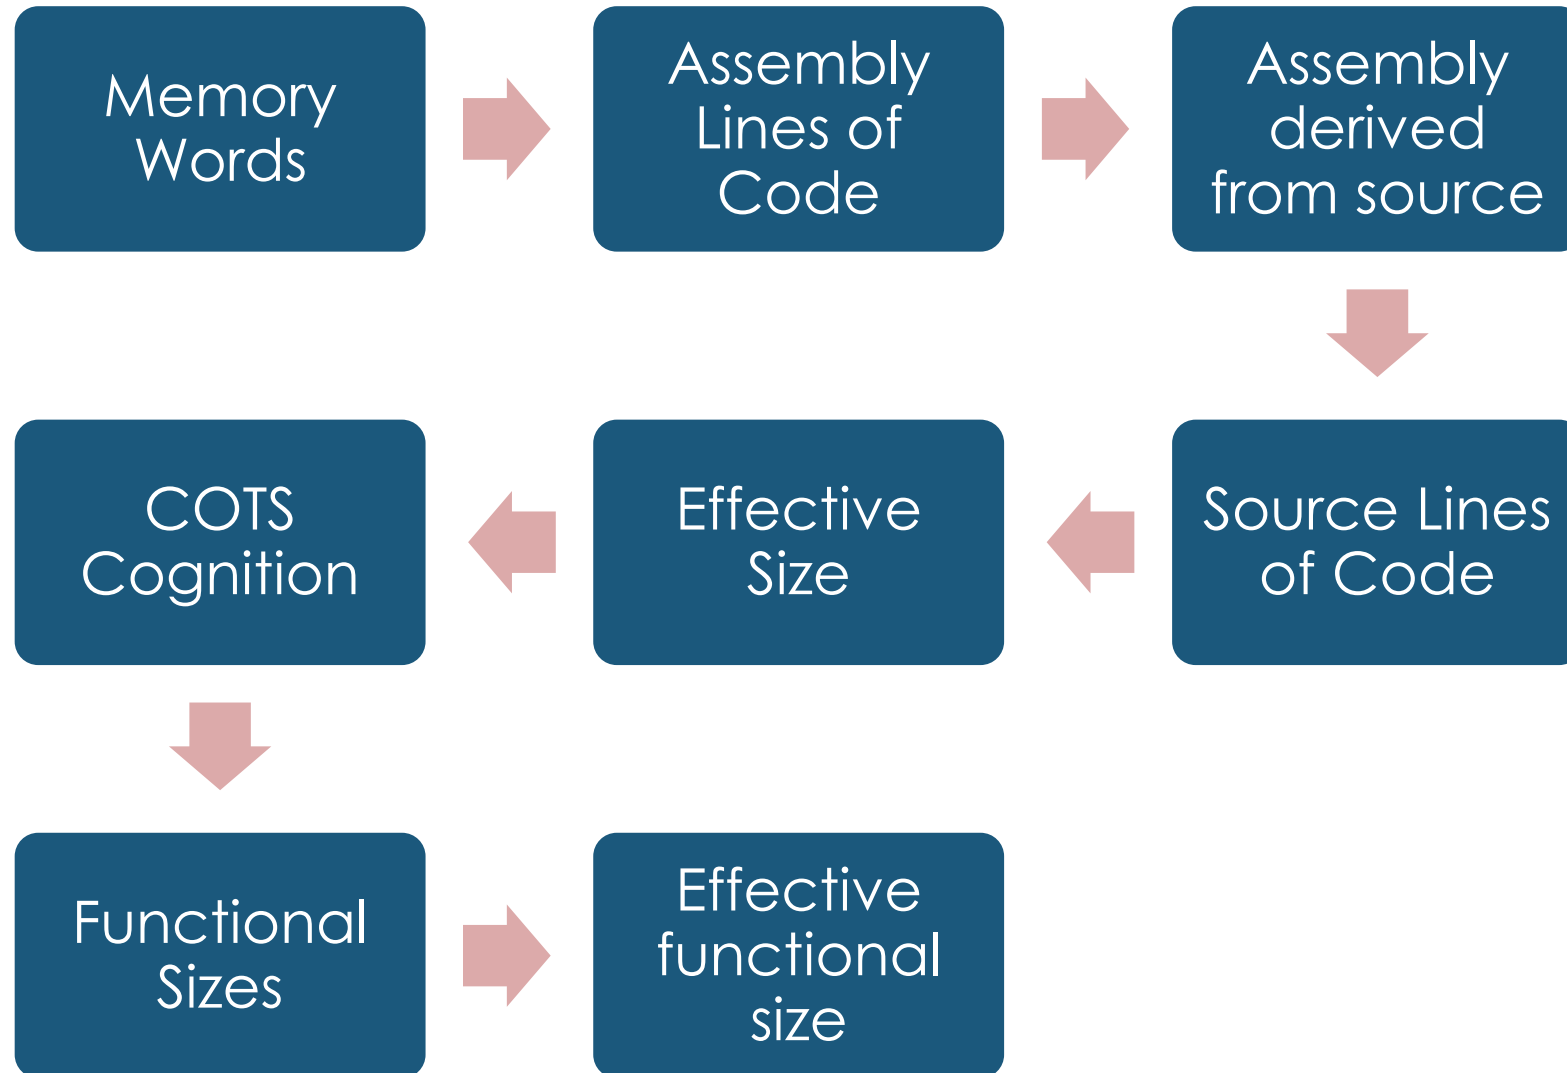 Memory
Words
Assembly
Lines of
Code
Assembly
derived
from source
Source Lines
of Code
Effective
Size
COTS
Cognition
Functional
Sizes
Effective
functional
size